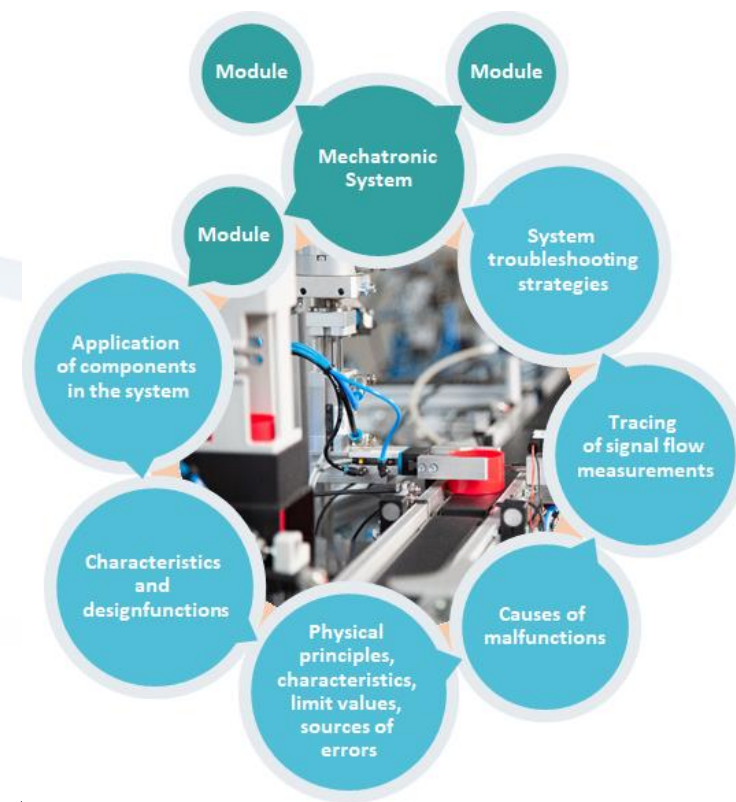 Module
Module
Mechatronic
System
Module
System
troubleshooting
strategies
Application
of components
in the system
Tracing
of signal flow
measurements
Characteristics
and
designfunctions
Causes of
malfunctions
Physical
principles,
characteristics,
limit values,
sources of
errors